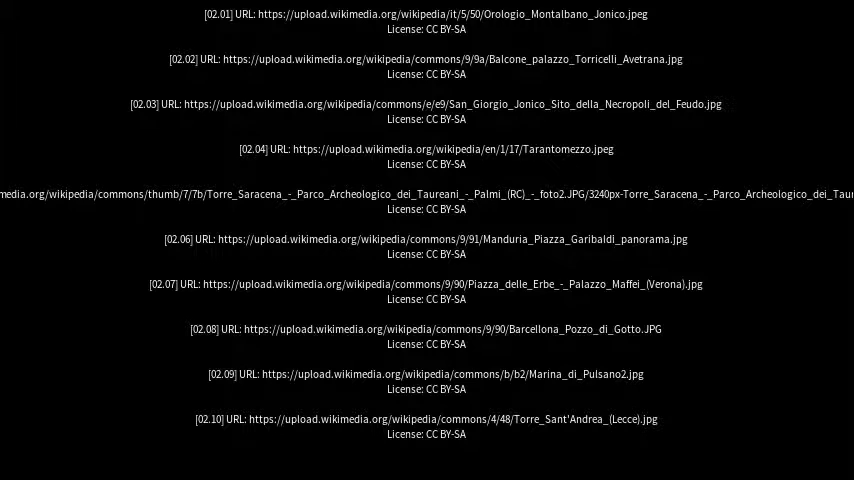 [02.01] URL: https://upload.wikimedia.org/wikipedia/it/5/50/Orologio_Montalbano_Jonico.jpeg
License: CC BY-SA
[02.02] URL: https://upload.wikimedia.org/wikipedia/commons/9/9a/Balcone_palazzo_Torricelli_Avetrana.jpg
License: CC BY-SA
[02.03] URL: https://upload.wikimedia.org/wikipedia/commons/e/e9/San_Giorgio_Jonico_Sito_della_Necropoli_del_Feudo.jpg
License: CC BY-SA
[02.04] URL: https://upload.wikimedia.org/wikipedia/en/1/17/Tarantomezzo.jpeg
License: CC BY-SA
media.org/wikipedia/commons/thumb/7/7b/Torre_Saracena_-_Parco_Archeologico_dei_Taureani_-_Palmi_(RC)_-_foto2.JPG/3240px-Torre_Saracena_-_Parco_Archeologico_dei_Taur
License: CC BY-SA
[02.06] URL: https://upload.wikimedia.org/wikipedia/commons/9/91/Manduria_Piazza_Garibaldi_panorama.jpg
License: CC BY-SA
[02.07] URL: https://upload.wikimedia.org/wikipedia/commons/9/90/Piazza_delle_Erbe_-_Palazzo_Maffei_(Verona).jpg
License: CC BY-SA
[02.08] URL: https://upload.wikimedia.org/wikipedia/commons/9/90/Barcellona_Pozzo_di_Gotto.JPG
License: CC BY-SA
[02.09] URL: https://upload.wikimedia.org/wikipedia/commons/b/b2/Marina_di_Pulsano2.jpg
License: CC BY-SA
[02.10] URL: https://upload.wikimedia.org/wikipedia/commons/4/48/Torre_Sant'Andrea_(Lecce).jpg
License: CC BY-SA